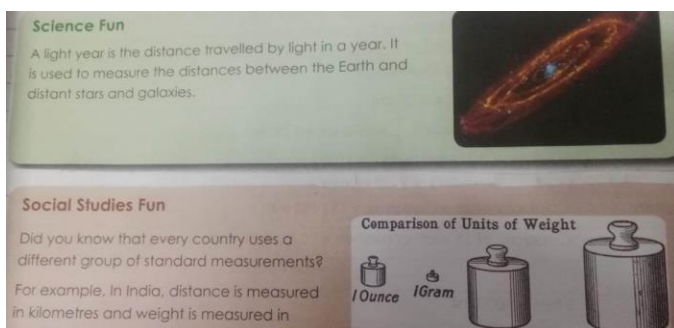 Science Fun
A light year is the distance travelled by light in a year. It
is used to measure the distances between the Earth and
distant stars and galaxies.
Social Studies Fun
Did you know that every country uses a
different group of standard measurements?
For example, In India, distance is measured
in kilometres and weight is measured in
Comparison of Units of Weight
1 Ounce
1Gram